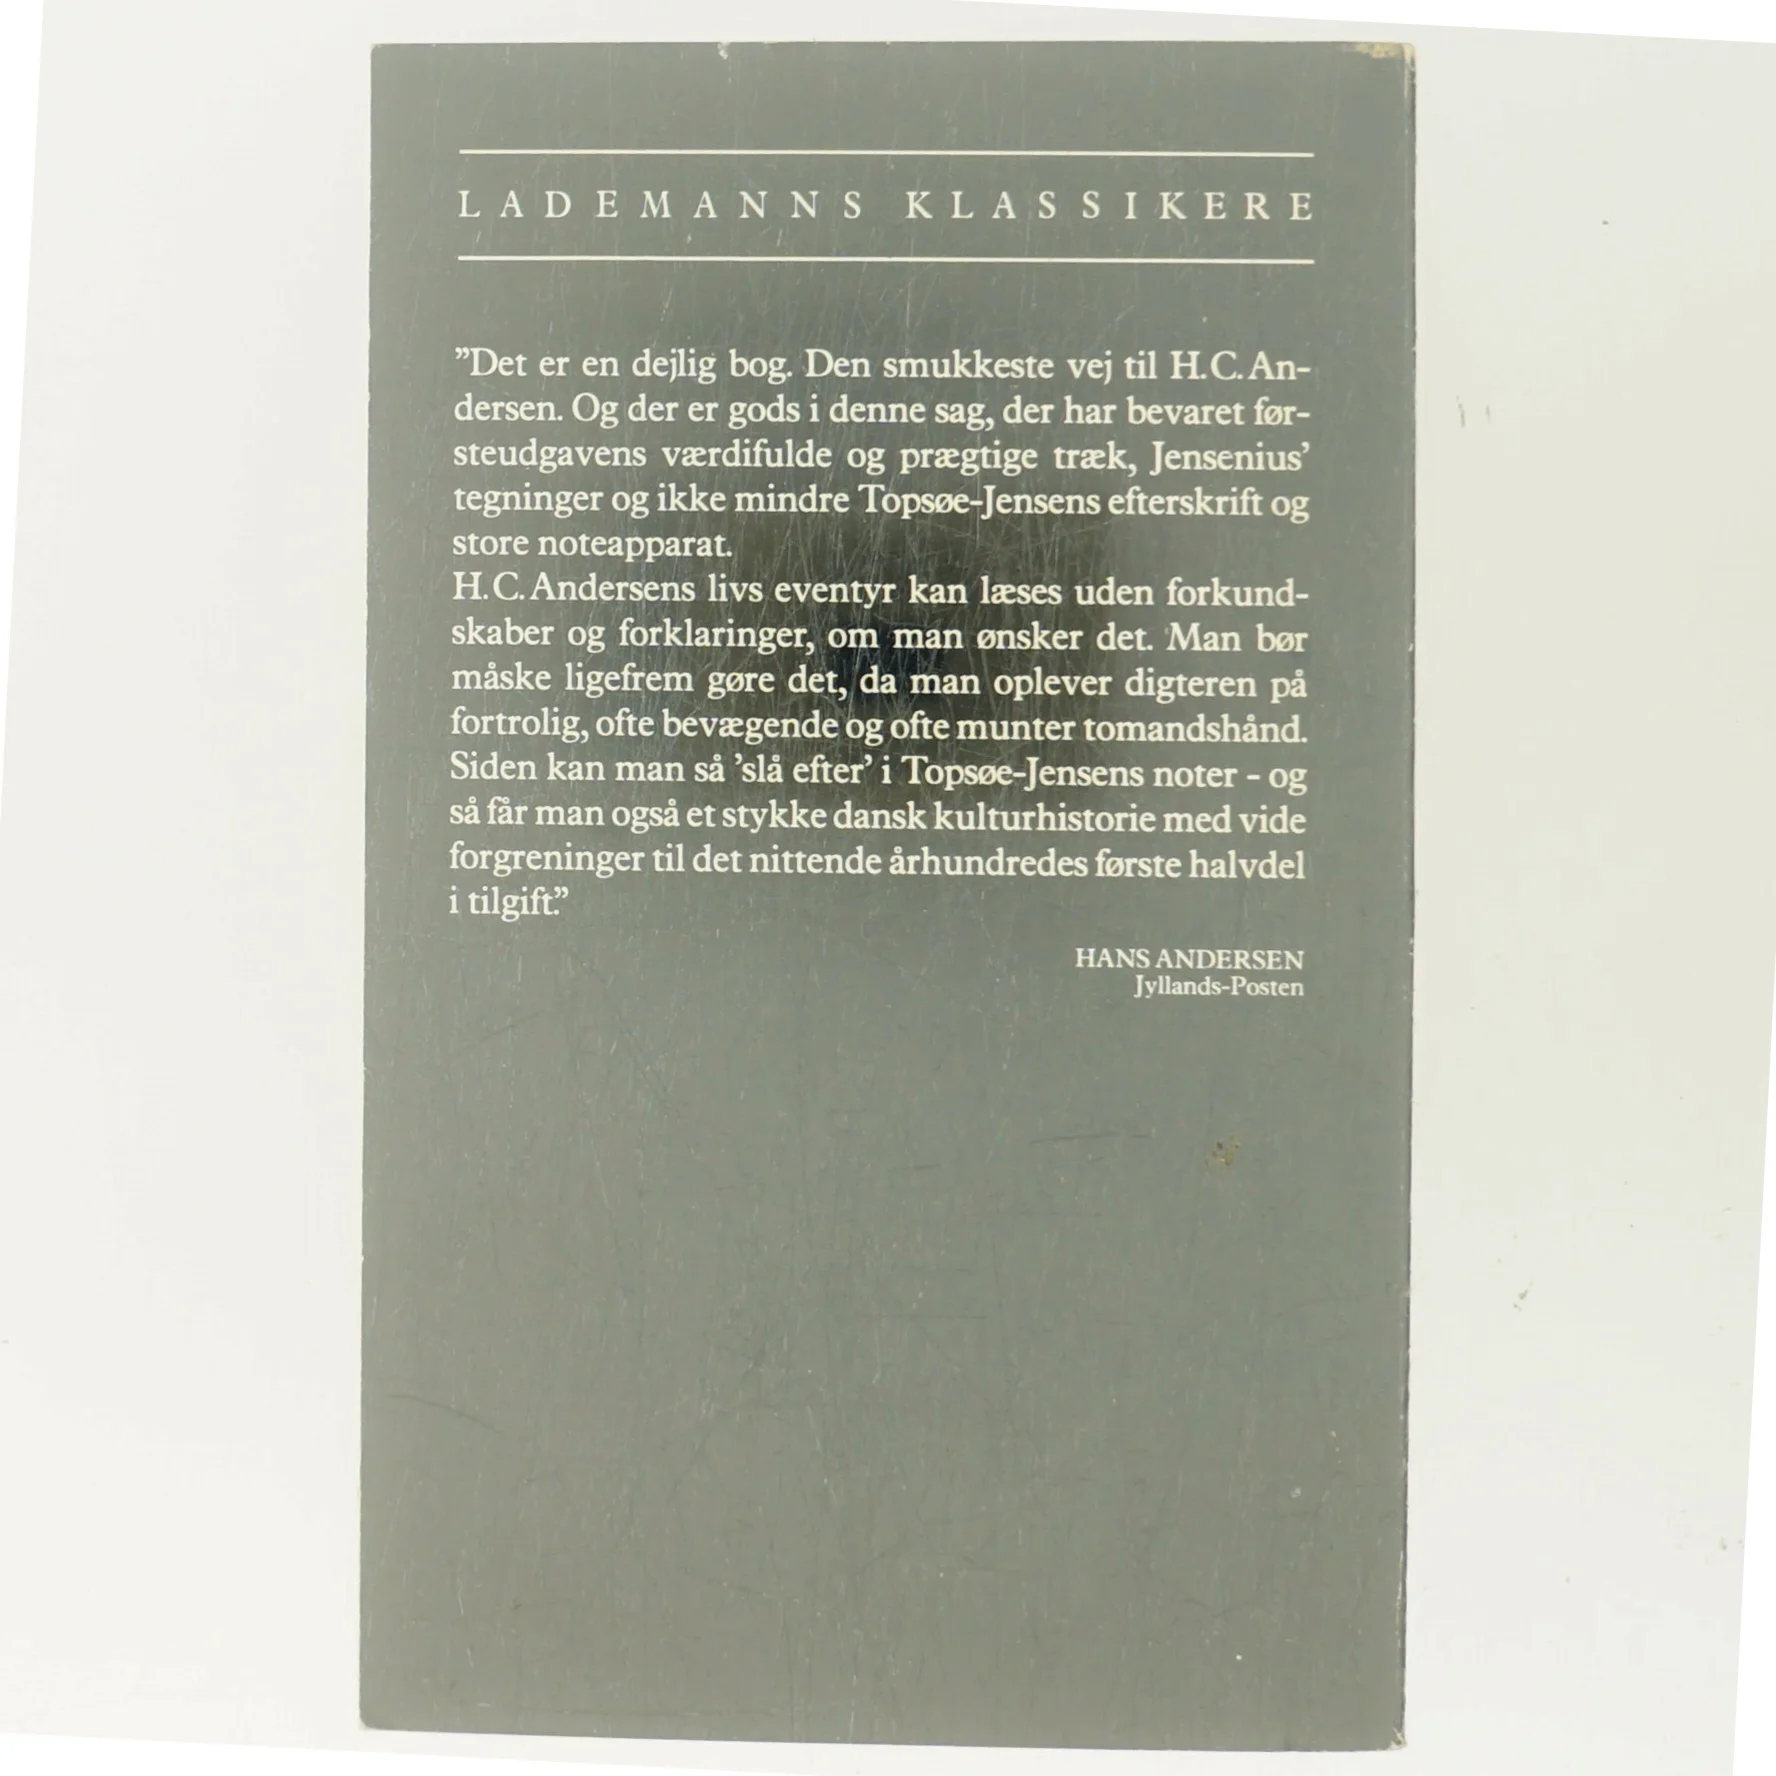 LADEMANNS KLASSIKERE
”Det er en dejlig bog. Den smukkeste vej til H.C.An-
dersen. Og der er gods i denne sag, der har bevaret før-
steudgavens værdifulde og prægtige træk, Jensenius’
tegninger og ikke mindre Topsøe-Jensens efterskrift og
store noteapparat.
H.C.Andersens livs eventyr kan læses uden forkund-
skaber og forklaringer, om man ønsker det. Man bør
måske ligefrem gøre det, da man oplever digteren på
fortrolig, ofte bevægende og ofte munter tomandshånd.
Siden kan man så ’slå efter’ i Topsøe-Jensens noter - og
så får man også et stykke dansk kulturhistorie med vide
forgreninger til det nittende århundredes første halvdel
i tilgift.”
HANS ANDERSEN
Jyllands-Posten